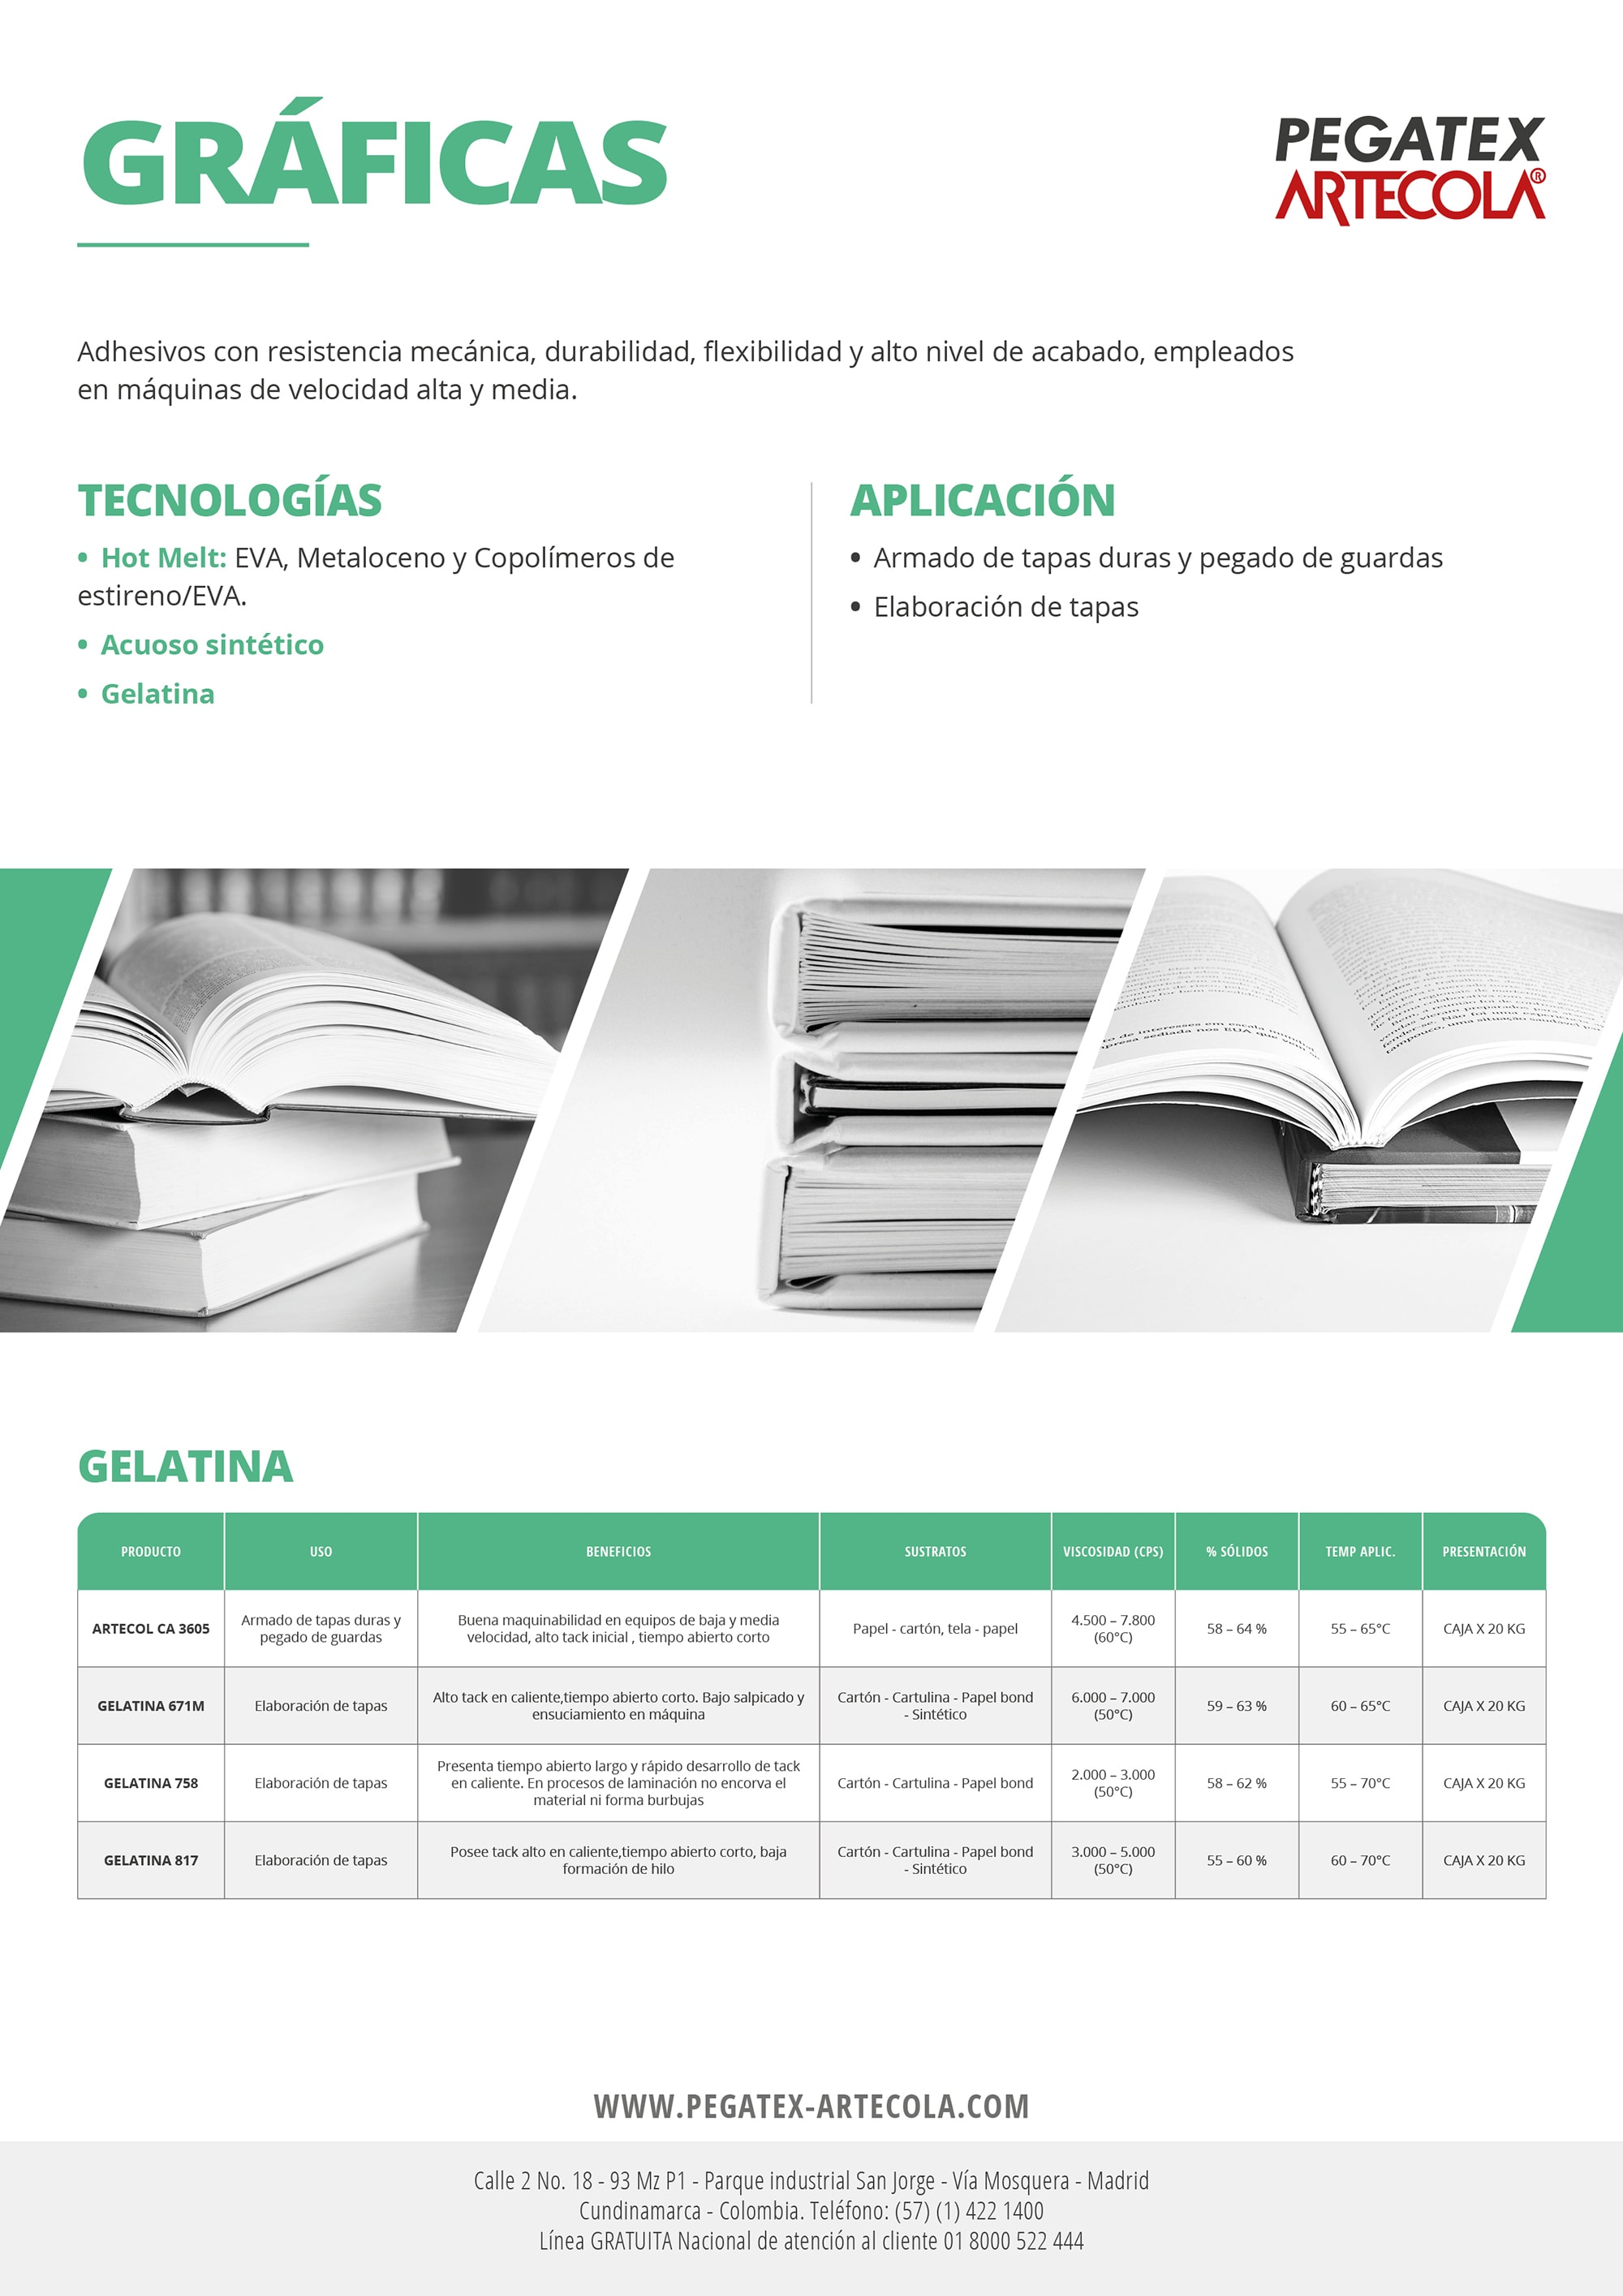 GRÁFICAS
PEGATEX
ARTECOLA®
Adhesivos con resistencia mecánica, durabilidad, flexibilidad y alto nivel de acabado, empleados
en máquinas de velocidad alta y media.
TECNOLOGÍAS
• Hot Melt: EVA, Metaloceno y Copolímeros de
estireno/EVA.
• Acuoso sintético
• Gelatina
APLICACIÓN
• Armado de tapas duras y pegado de guardas
• Elaboración de tapas
GELATINA
PRODUCTO USO BENEFICIOS SUSTRATOS VISCOSIDAD (CPS) % SÓLIDOS TEMP APLIC. PRESENTACIÓN
ARTECOL CA 3605
Armado de tapas duras y
pegado de guardas
Buena maquinabilidad en equipos de baja y media
velocidad, alto tack inicial , tiempo abierto corto
Papel - cartón, tela - papel
4.500 – 7.800
(60°C)
58 – 64 %
55 – 65°C
CAJA X 20 KG
GELATINA 671M
Elaboración de tapas
Alto tack en caliente,tiempo abierto corto. Bajo salpicado y
ensuciamiento en máquina
Cartón - Cartulina - Papel bond
- Sintético
6.000 – 7.000
(50°C)
59 – 63 %
60 – 65°C
CAJA X 20 KG
GELATINA 758
Elaboración de tapas
Presenta tiempo abierto largo y rápido desarrollo de tack
en caliente. En procesos de laminación no encorva el
material ni forma burbujas
Cartón - Cartulina - Papel bond
2.000 – 3.000
(50°C)
58 – 62 %
55 – 70°C
CAJA X 20 KG
GELATINA 817
Elaboración de tapas
Posee tack alto en caliente,tiempo abierto corto, baja
formación de hilo
Cartón - Cartulina - Papel bond
- Sintético
3.000 – 5.000
(50°C)
55 – 60 %
60 – 70°C
CAJA X 20 KG
WWW.PEGATEX-ARTECOLA.COM
Calle 2 No. 18 - 93 Mz P1 - Parque industrial San Jorge - Vía Mosquera - Madrid
Cundinamarca - Colombia. Teléfono: (57) (1) 422 1400
Línea GRATUITA Nacional de atención al cliente 01 8000 522 444